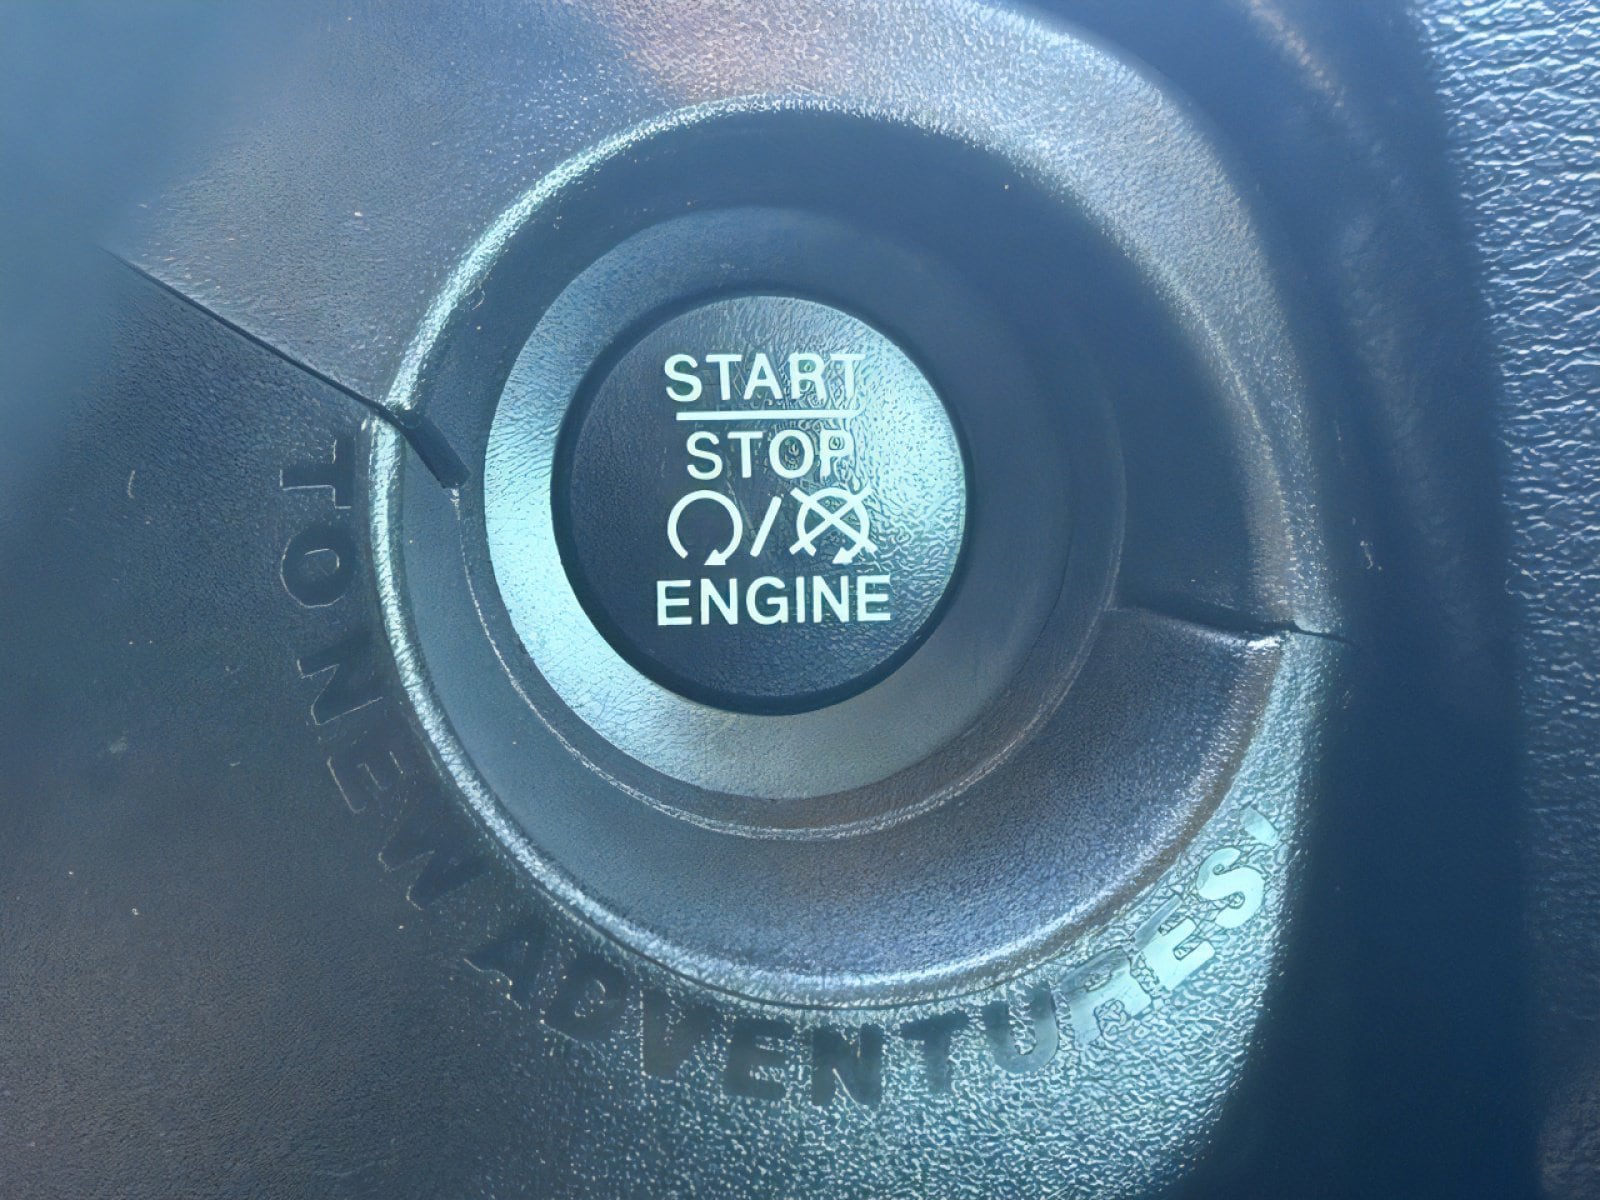 START
STOP
/
ENGINE
TO NEW ADVENTURES!